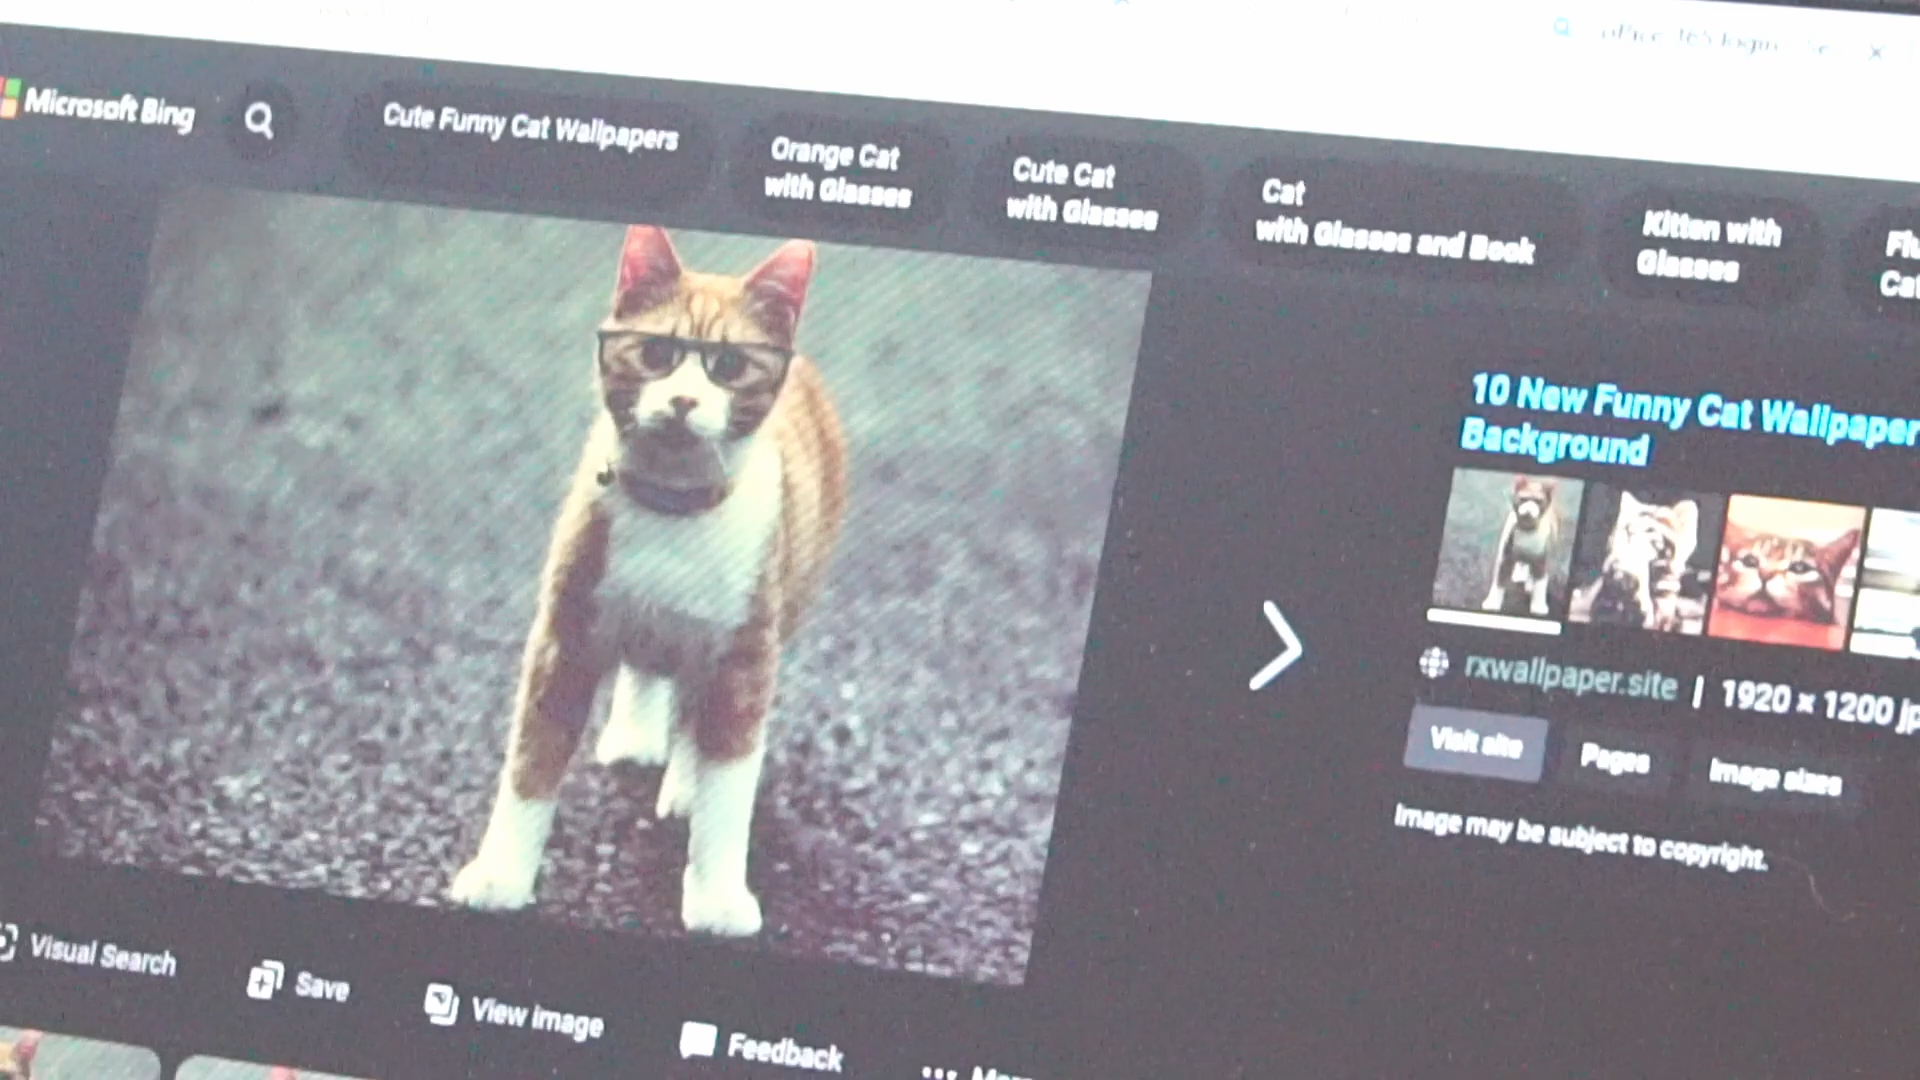 Microsoft Bing
Cute Funny Cat Wallpapers
Orange Cat
with Glasses
Cute Cat
with Glasses
Cat
with Glasses and Book
Kitten with
Glasses
10 New Funny Cat Wallpaper
Background
rxwallpaper.site | 1920 × 1200
Visit site
Pages
Image sizes
Image may be subject to copyright.
Visual Search
Save
View image
Feedback